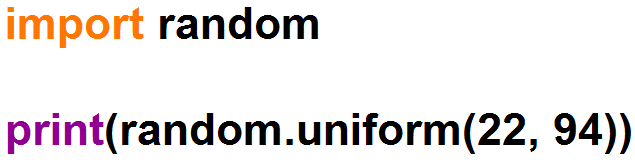 import random
print(random.uniform(22, 94))